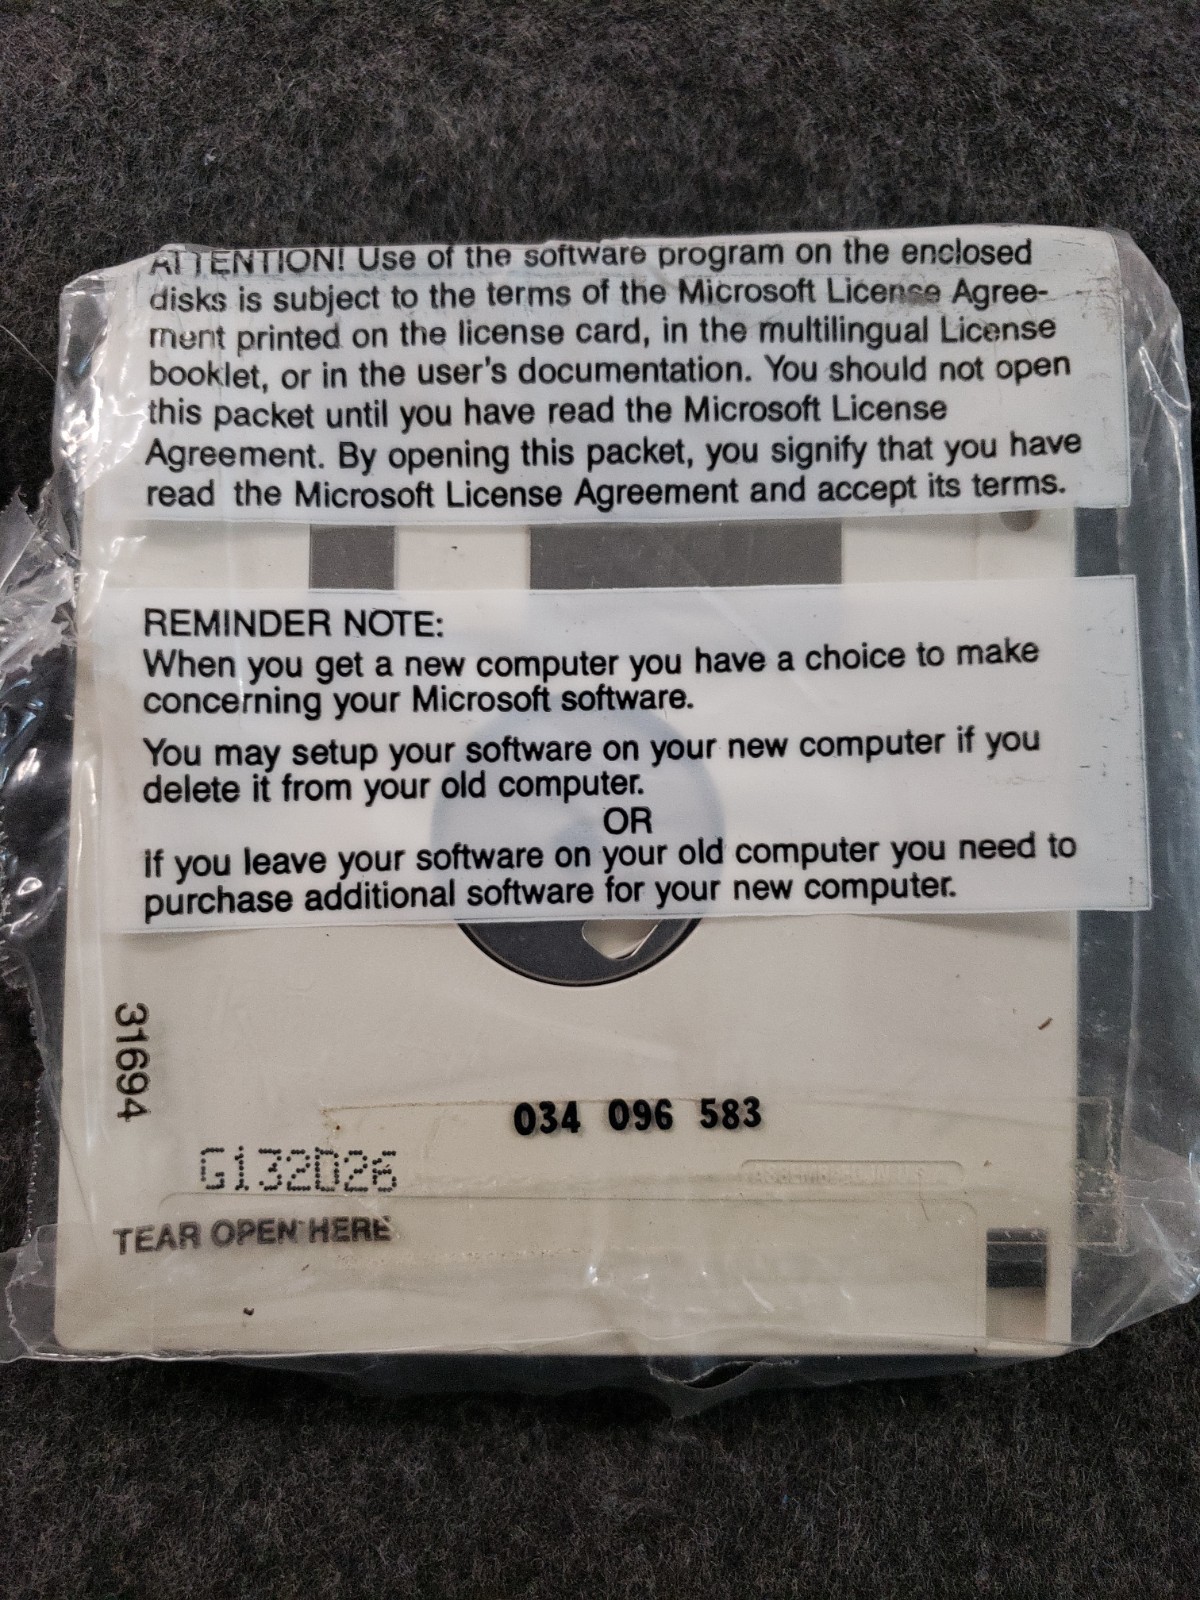 ATTENTION! Use of the software program on the enclosed
disks is subject to the terms of the Microsoft License Agree-
ment printed on the license card, in the multilingual License
booklet, or in the user's documentation. You should not open
this packet until you have read the Microsoft License
Agreement. By opening this packet, you signify that you have
read the Microsoft License Agreement and accept its terms.
REMINDER NOTE:
When you get a new computer you have a choice to make
concerning your Microsoft software.
You may setup your software on your new computer if you
delete it from your old computer.
OR
if you leave your software on your old computer you need to
purchase additional software for your new computer.
31694
034 096 583
G132D26
TEAR OPEN HERE